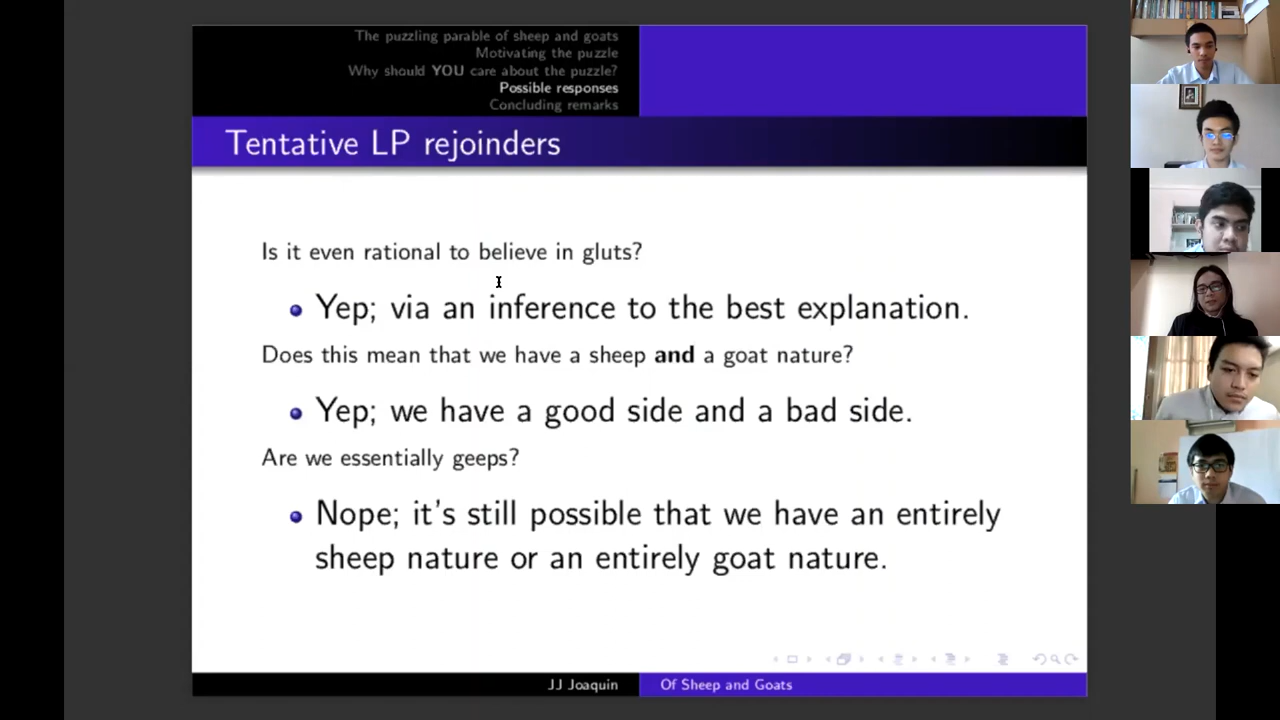 The puzzling parable of sheep and goats
Motivating the puzzle
Why should YOU care about the puzzle?
Possible responses
Concluding remarks
Tentative LP rejoinders
Is it even rational to believe in gluts?
Yep; via an inference to the best explanation.
Does this mean that we have a sheep and a goat nature?
Yep; we have a good side and a bad side.
Are we essentially geeps?
Nope; it's still possible that we have an entirely
sheep nature or an entirely goat nature.
JJ Joaquin
Of Sheep and Goats